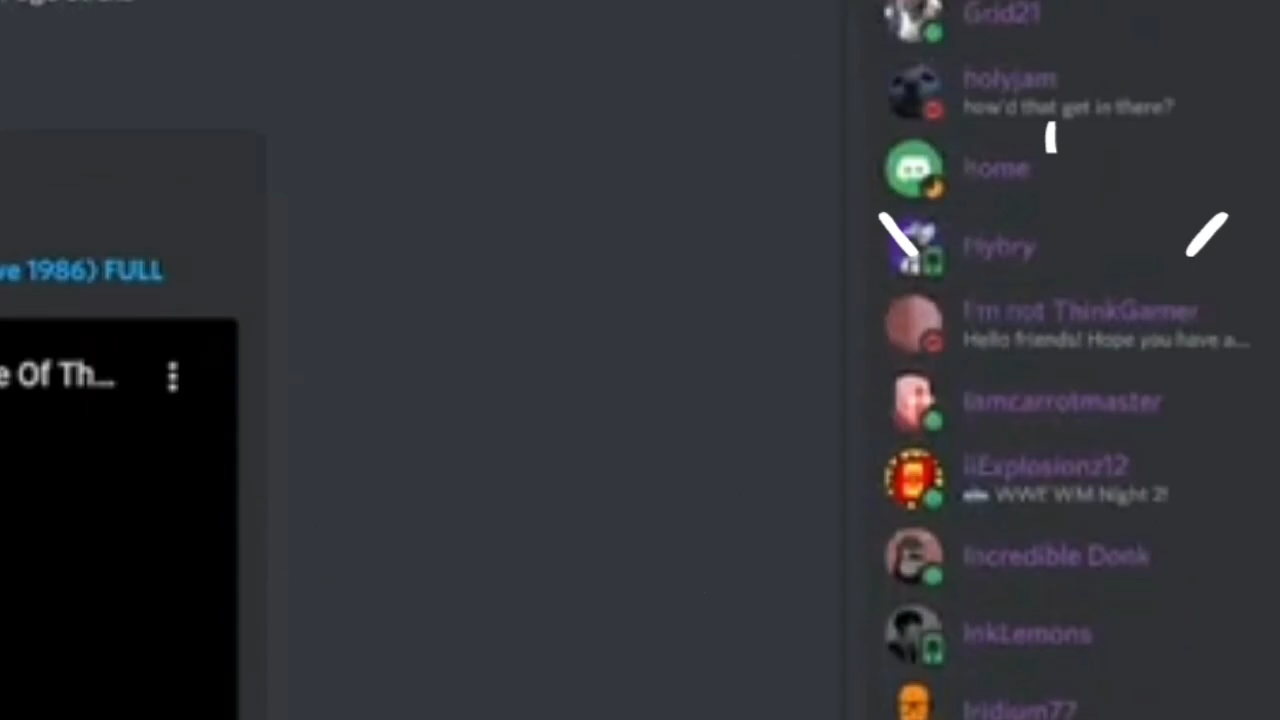 Grid21
holyjam
how'd that get in there?
home
Hybry
ve 1986) FULL
I'm not ThinkGamer
Hello friends! Hope you have a...
e Of Th...
iamcarrotmaster
iiExplosionz12
WWE WM Night 2!
Incredible Donk
InkLemons
Iridium77